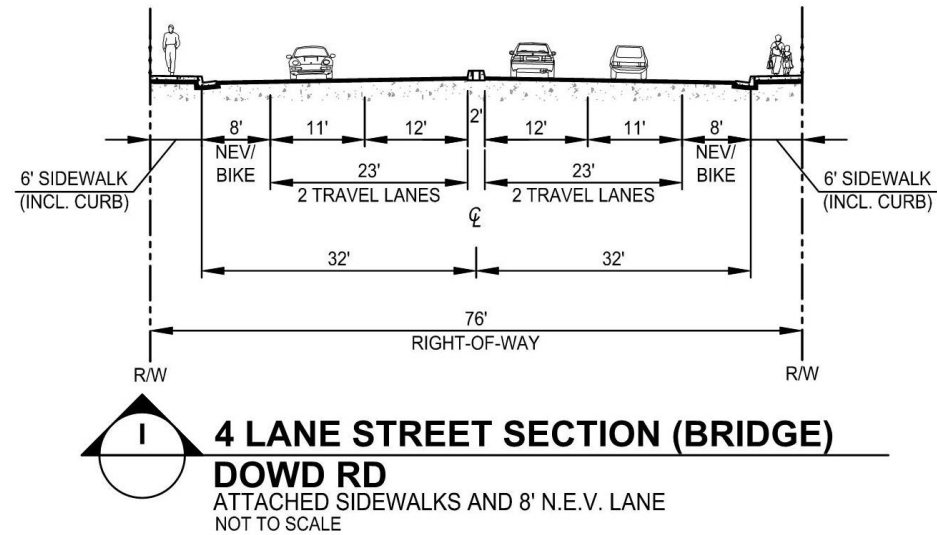 8' 11' 12' 2' 12' 11' 8'
NEV/ NEV/
BIKE 23' 23' BIKE
6' SIDEWALK 6' SIDEWALK
(INCL. CURB) 2 TRAVEL LANES 2 TRAVEL LANES (INCL. CURB)
℄
32' 32'
76'
RIGHT-OF-WAY
R/W R/W
I
4 LANE STREET SECTION (BRIDGE)
DOWD RD
ATTACHED SIDEWALKS AND 8' N.E.V. LANE
NOT TO SCALE